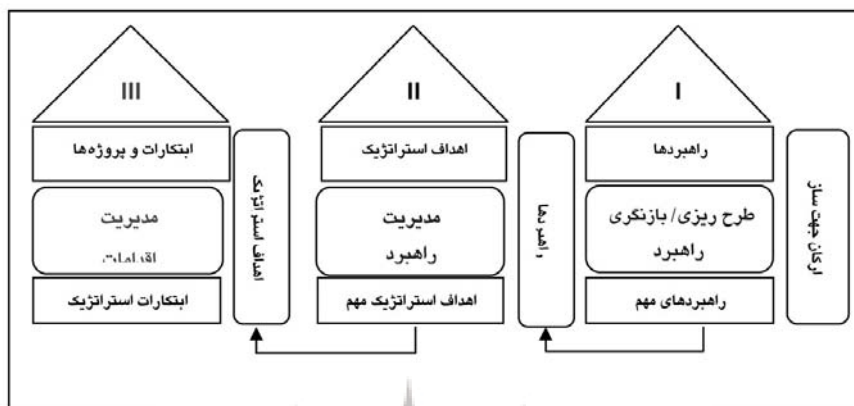 I
راهبردها
طرح ریزی/ بازنگری
راهبرد
راهبردهای مهم
ارکان جهت ساز
II
اهداف استراتژیک
مدیریت
راهبرد
اهداف استراتژیک مهم
راهبردها
III
ابتکارات و پروژه‌ها
مدیریت
اقدامات
ابتکارات استراتژیک
اهداف استراتژیک